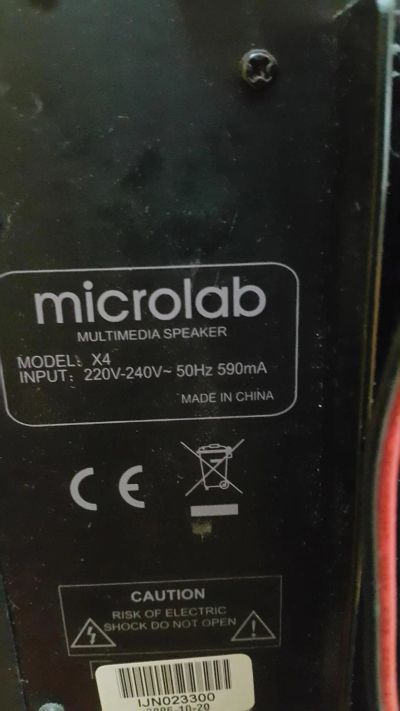 microlab
MULTIMEDIA SPEAKER
MODEL: X4
INPUT: 220V-240V~ 50Hz 590mA
MADE IN CHINA
CE
CAUTION
RISK OF ELECTRIC
SHOCK DO NOT OPEN
IJN023300